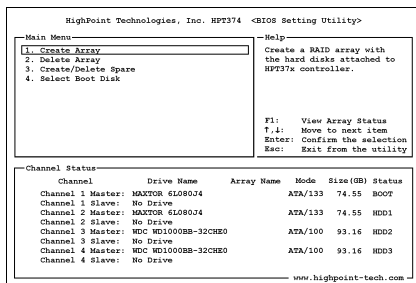 HighPoint Technologies, Inc. HPT374 <BIOS Setting Utility>
Main Menu
1. Create Array
2. Delete Array
3. Create/Delete Spare
4. Select Boot Disk
Help
Create a RAID array with
the hard disks attached to
HPT37x controller.
F1: View Array Status
↑,↓: Move to next item
Enter: Confirm the selection
Esc: Exit from the utility
Channel Status
Channel Drive Name Array Name Mode Size(GB) Status
Channel 1 Master: MAXTOR 6L080J4 ATA/133 74.55 BOOT
Channel 1 Slave: No Drive
Channel 2 Master: MAXTOR 6L080J4 ATA/133 74.55 HDD1
Channel 2 Slave: No Drive
Channel 3 Master: WDC WD1000BB-32CHE0 ATA/100 93.16 HDD2
Channel 3 Slave: No Drive
Channel 4 Master: WDC WD1000BB-32CHE0 ATA/100 93.16 HDD3
Channel 4 Slave: No Drive
www.highpoint-tech.com